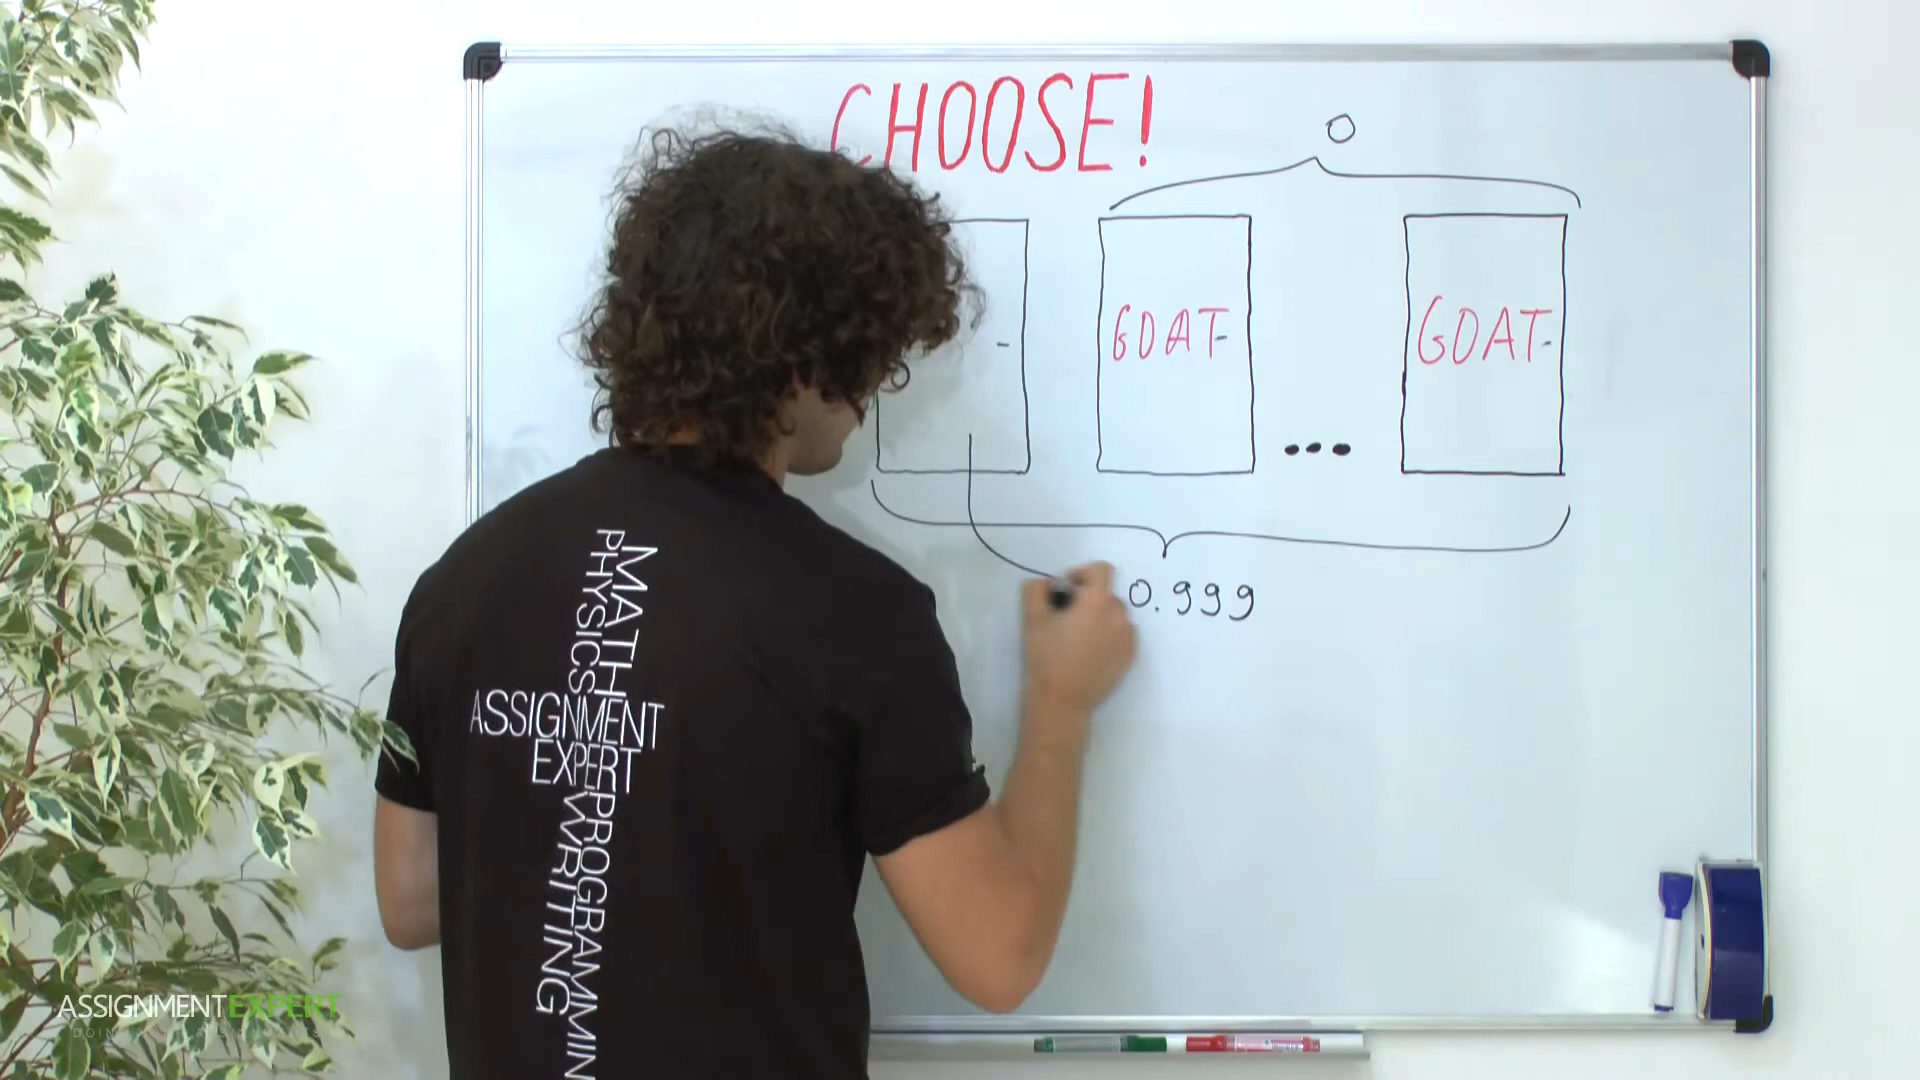 CHOOSE!
0
GOAT
GOAT
...
0.999
MATH
PHYSICS
ASSIGNMENT
EXPERT
PROGRAMMIN
WRITING
ASSIGNMENTEXPERT